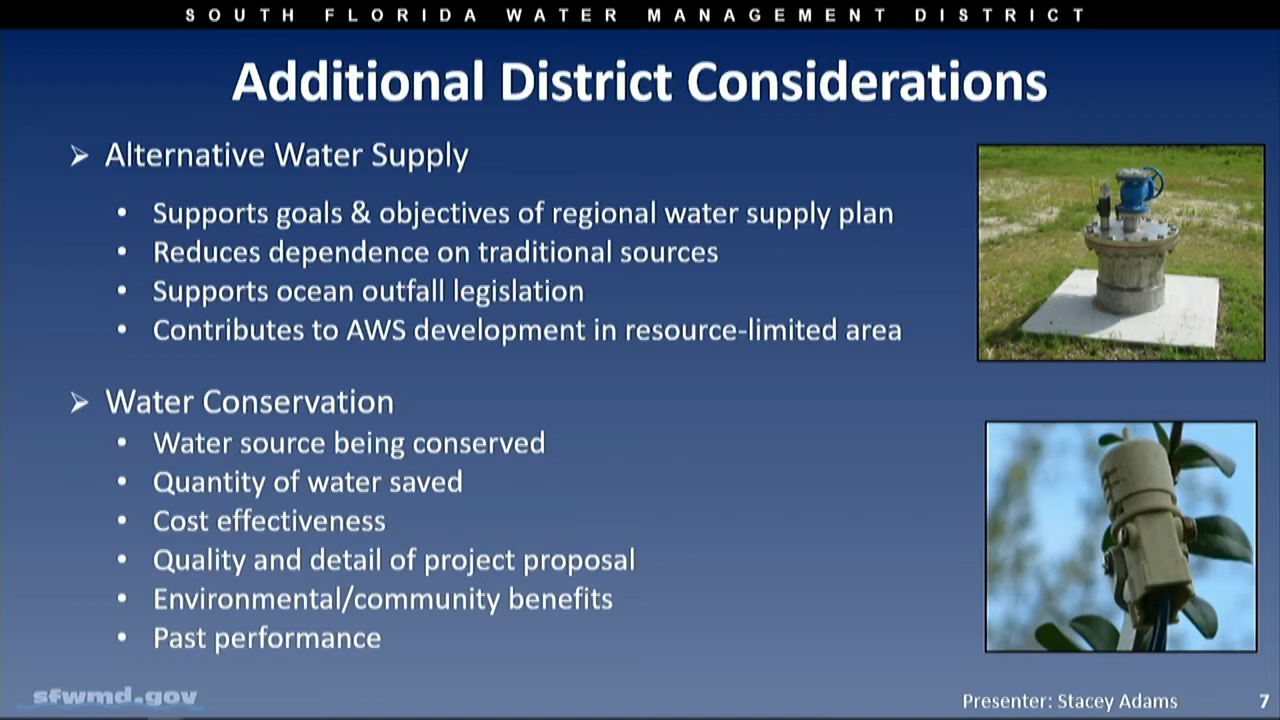 SOUTH FLORIDA WATER MANAGEMENT DISTRICT
Additional District Considerations
➢ Alternative Water Supply
• Supports goals & objectives of regional water supply plan
• Reduces dependence on traditional sources
• Supports ocean outfall legislation
• Contributes to AWS development in resource-limited area
➢ Water Conservation
• Water source being conserved
• Quantity of water saved
• Cost effectiveness
• Quality and detail of project proposal
• Environmental/community benefits
• Past performance
sfwmd.gov
Presenter: Stacey Adams 7